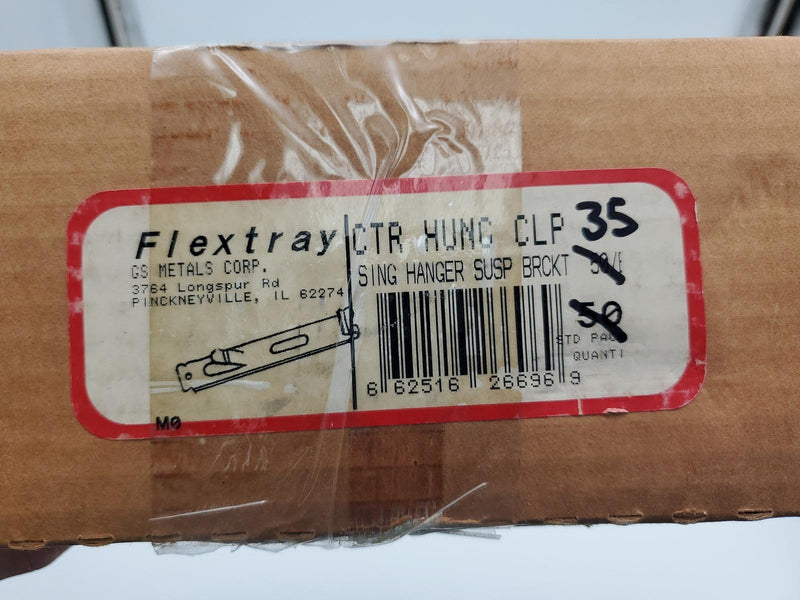 Flextray
GS METALS CORP.
3764 Longspur Rd
PINCKNEYVILLE, IL 62274
M0
CTR HUNG CLP 35
SING HANGER SUSP BRCKT
50
STD
QUANTI
6 62516 26696 9